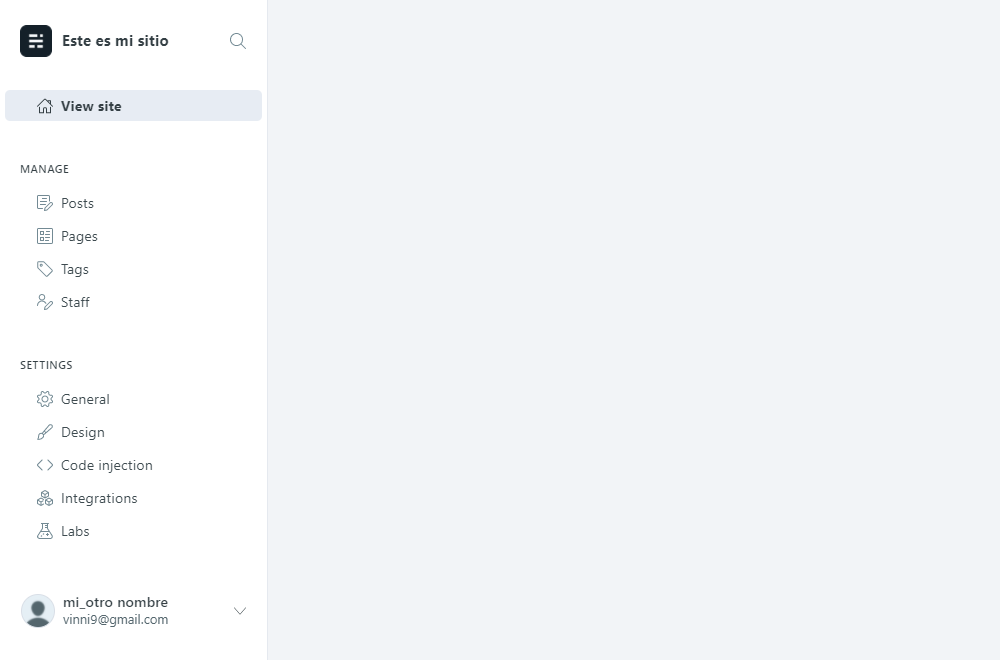 Este es mi sitio
View site
MANAGE
Posts
Pages
Tags
Staff
SETTINGS
General
Design
Code injection
Integrations
Labs
mi_otro nombre
vinni9@gmail.com